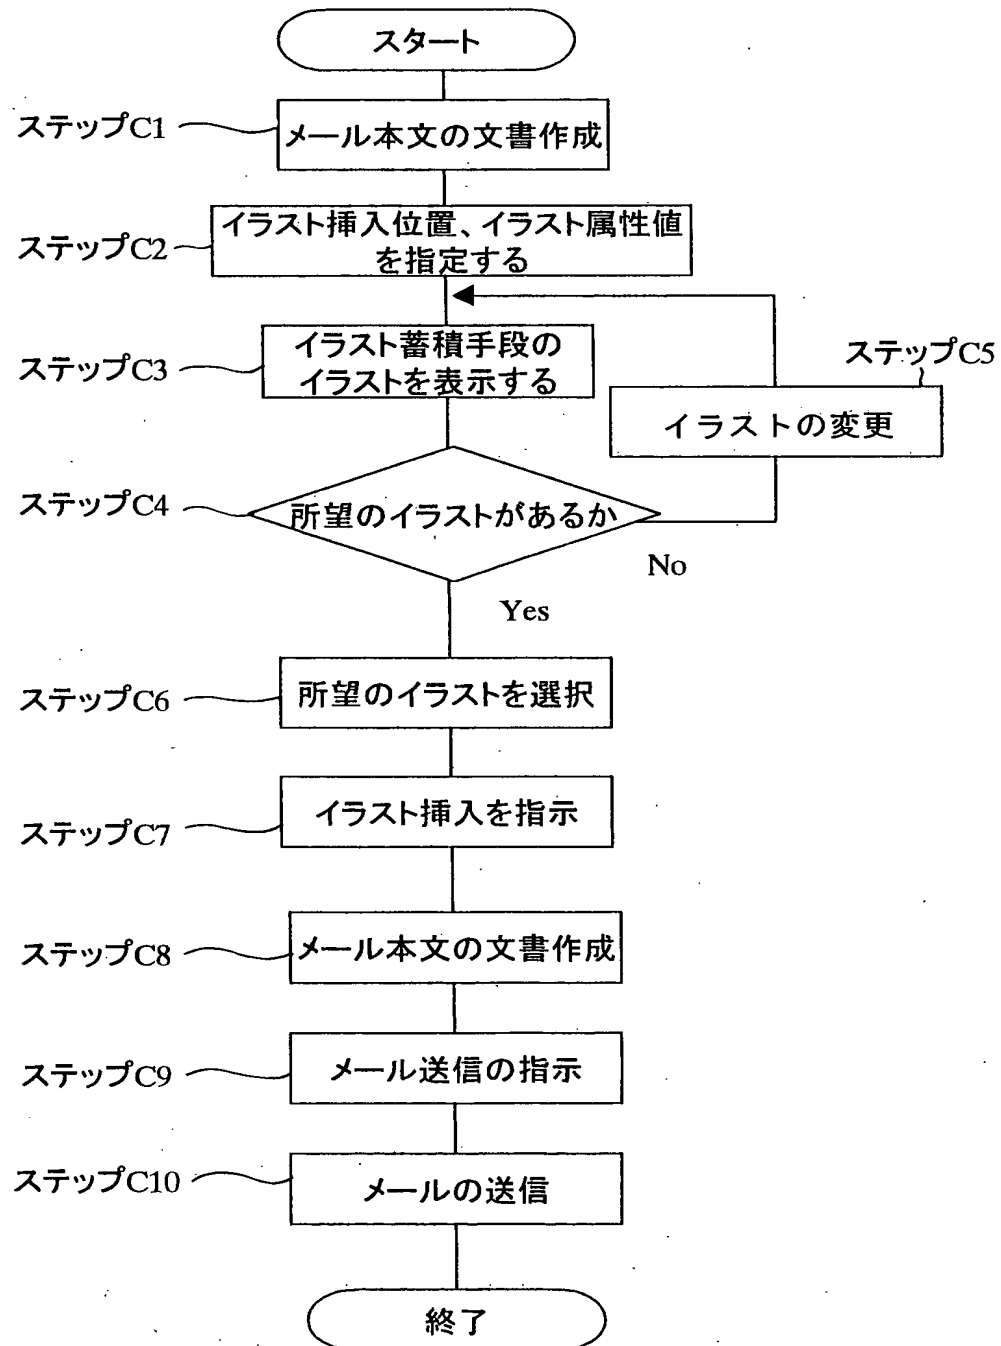 スタート
ステップC1
メール本文の文書作成
ステップC2
イラスト挿入位置、イラスト属性値
を指定する
ステップC3
イラスト蓄積手段の
イラストを表示する
ステップC5
イラストの変更
ステップC4
所望のイラストがあるか
No
Yes
ステップC6
所望のイラストを選択
ステップC7
イラスト挿入を指示
ステップC8
メール本文の文書作成
ステップC9
メール送信の指示
ステップC10
メールの送信
終了